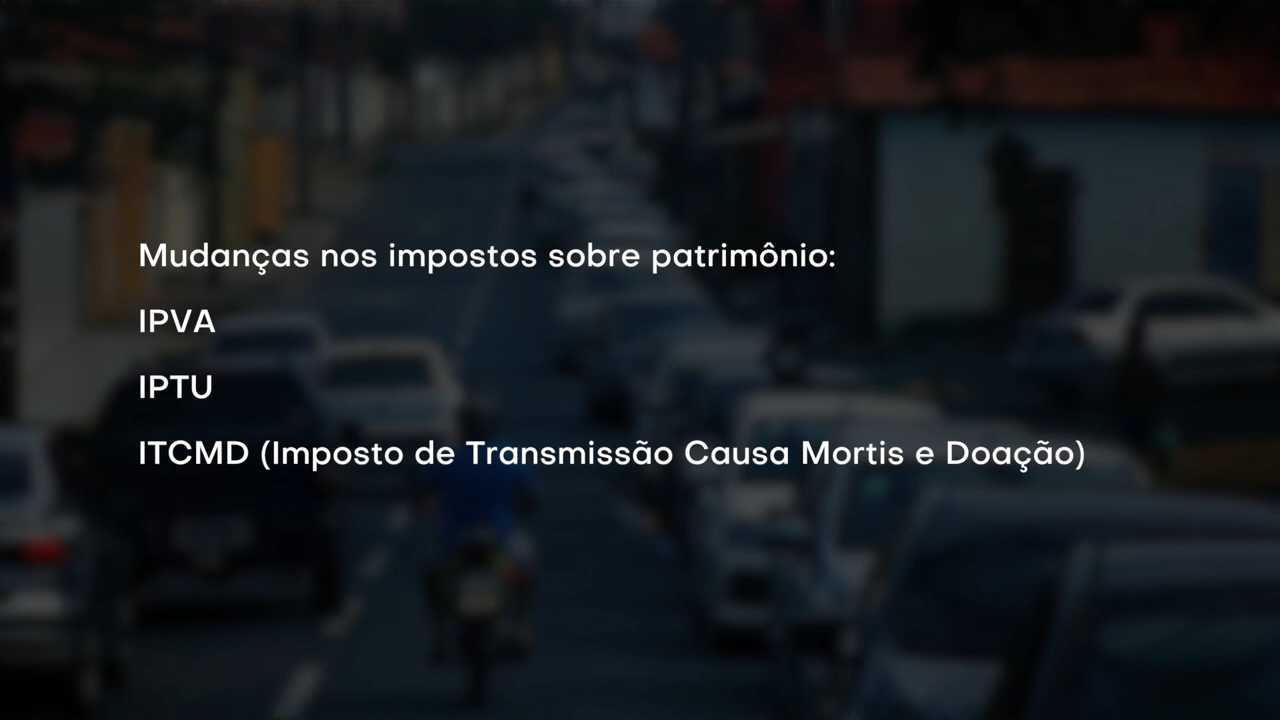 Mudanças nos impostos sobre patrimônio:
IPVA
IPTU
ITCMD (Imposto de Transmissão Causa Mortis e Doação)